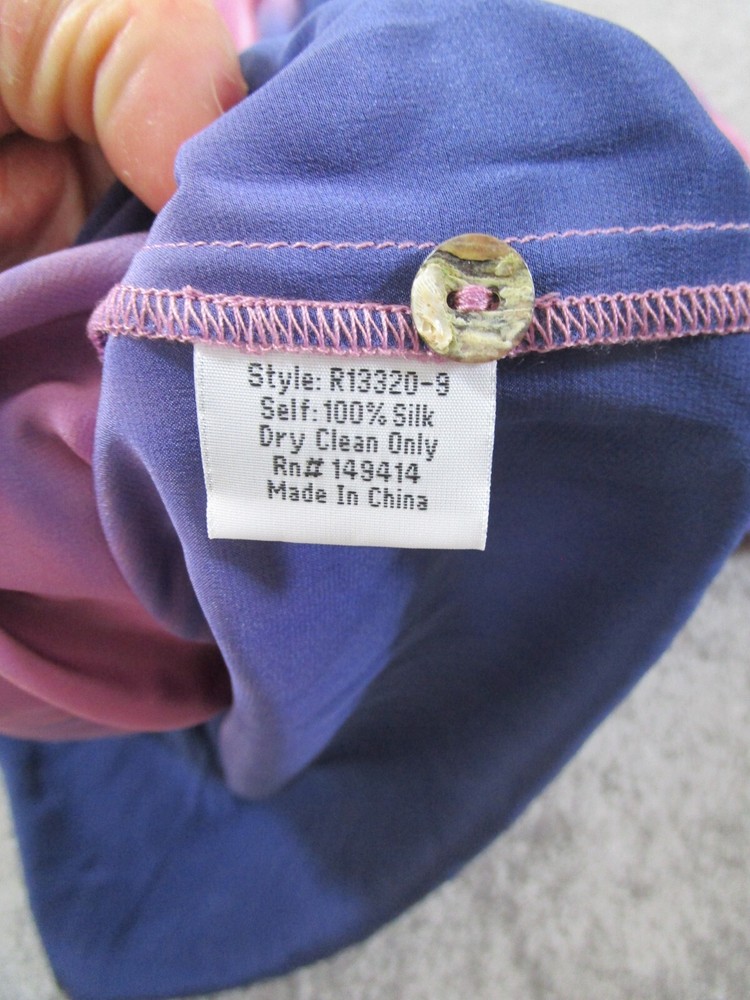 Style: R13320-9
Self: 100% Silk
Dry Clean Only
Rn# 149414
Made In China